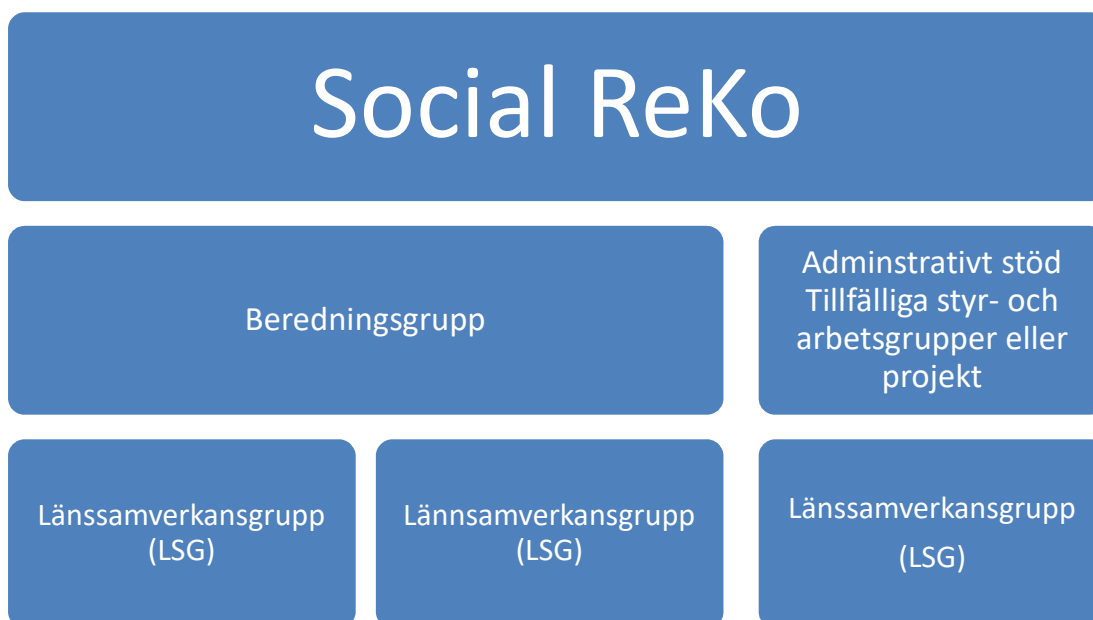 Social ReKo
Beredningsgrupp
Adminstrativt stöd
Tillfälliga styr- och
arbetsgrupper eller
projekt
Länssamverkansgrupp
(LSG)
Lännsamverkansgrupp
(LSG)
Länssamverkansgrupp
(LSG)